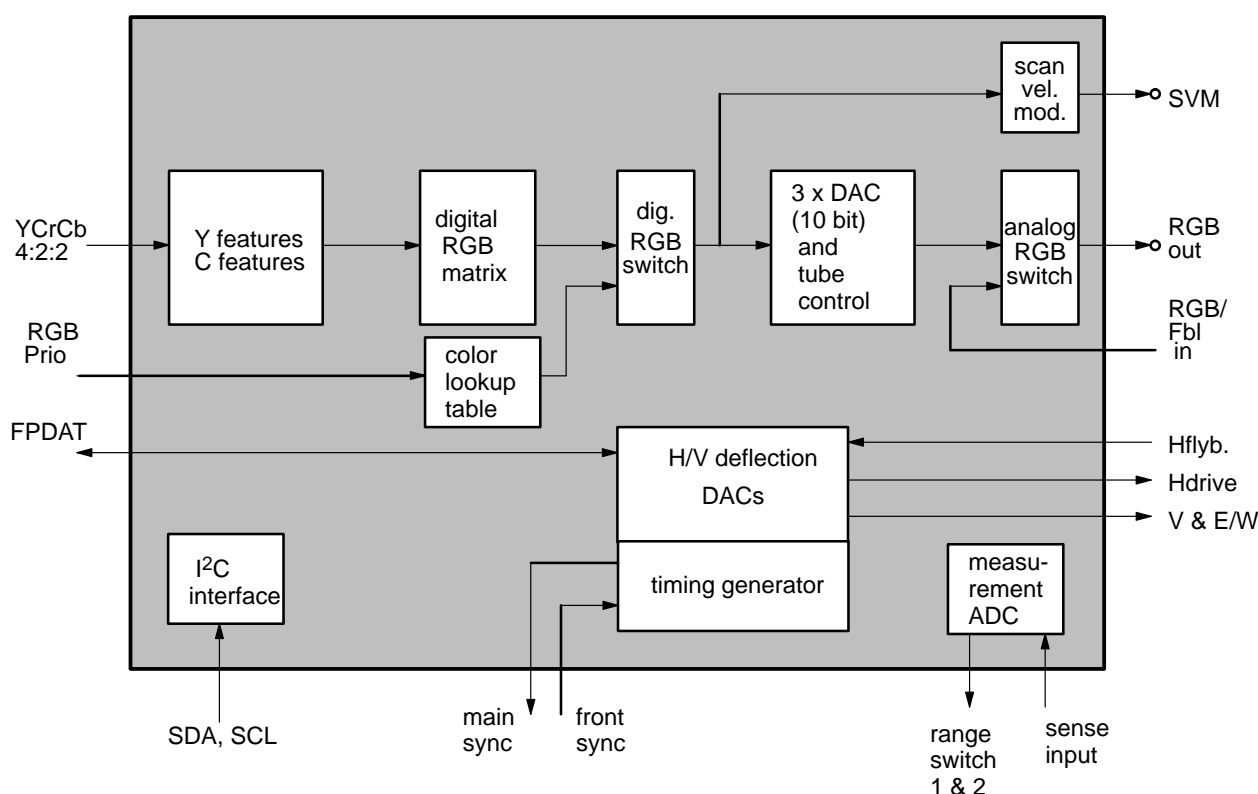 scan
vel.
mod.
SVM
YCrCb
4:2:2
Y features
C features
digital
RGB
matrix
dig.
RGB
switch
3 x DAC
(10 bit)
and
tube
control
analog
RGB
switch
RGB
out
RGB/
Fbl
in
RGB
Prio
color
lookup
table
FPDAT
H/V deflection
DACs
Hflyb.
Hdrive
V & E/W
I²C
interface
timing generator
measu-
rement
ADC
SDA, SCL
main
sync
front
sync
range
switch
1 & 2
sense
input